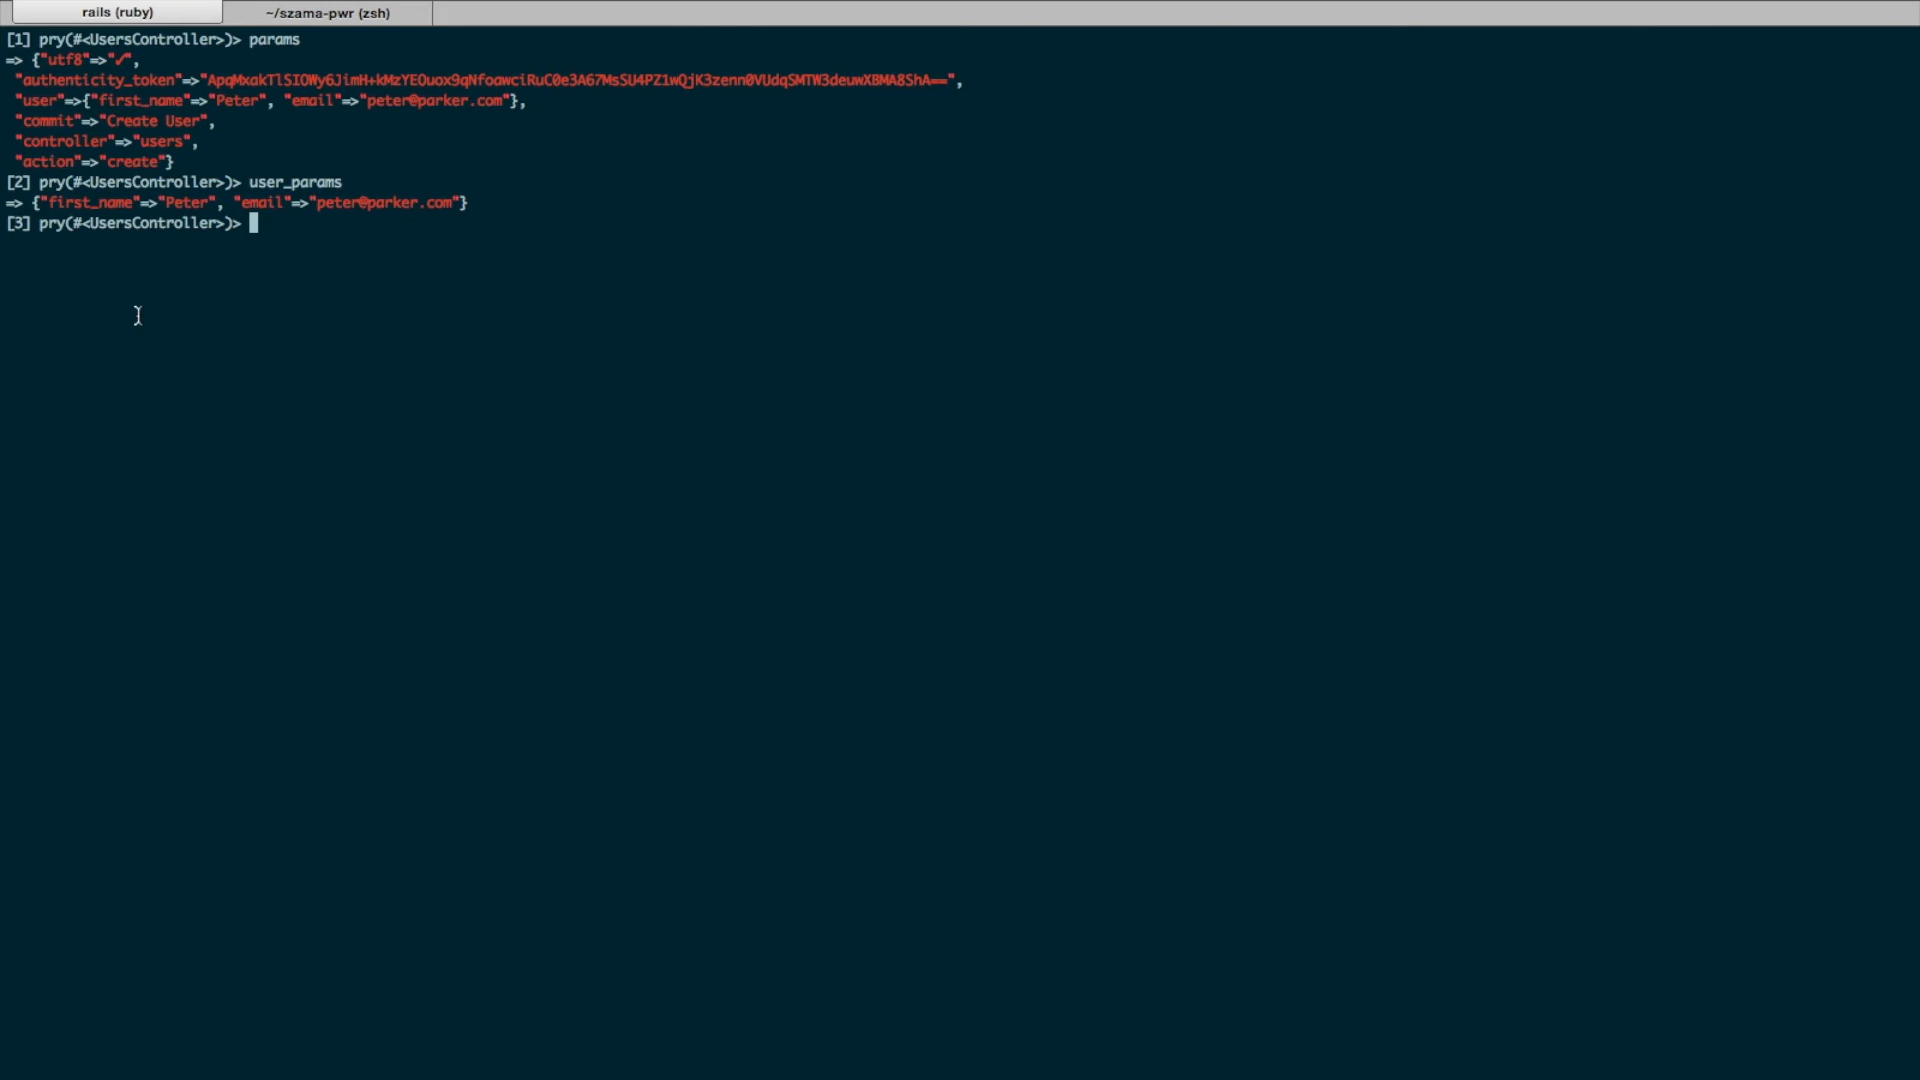 rails (ruby)
~/szama-pwr (zsh)
[1] pry(#<UsersController>)> params
=> {"utf8"=>"✓",
"authenticity_token"=>"ApqMxakTlSIOWy6JimH+kMzYEOuox9qNfoawciRuC0e3A67MsSU4PZ1wQjK3zenn0VUdqSMTW3deuwXBMA8ShA==",
"user"=>{"first_name"=>"Peter", "email"=>"peter@parker.com"},
"commit"=>"Create User",
"controller"=>"users",
"action"=>"create"}
[2] pry(#<UsersController>)> user_params
=> {"first_name"=>"Peter", "email"=>"peter@parker.com"}
[3] pry(#<UsersController>)>